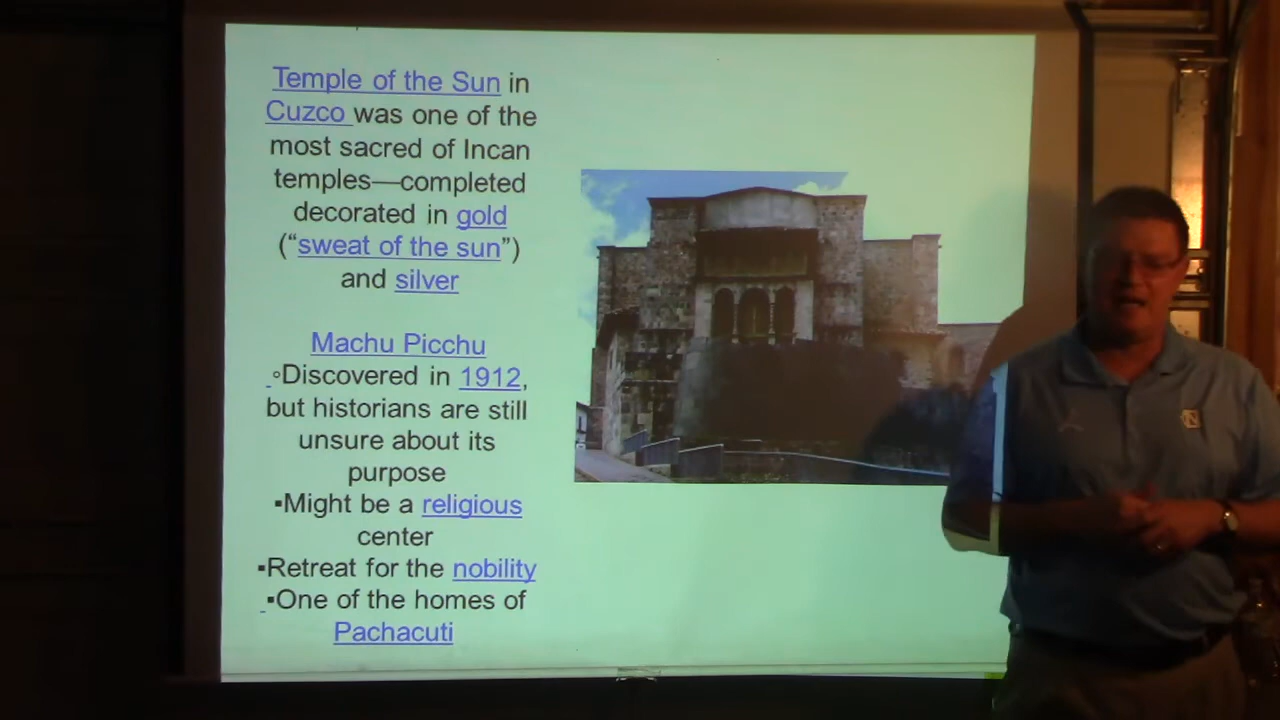 Temple of the Sun in
Cuzco was one of the
most sacred of Incan
temples—completed
decorated in gold
(“sweat of the sun”)
and silver
Machu Picchu
◦Discovered in 1912,
but historians are still
unsure about its
purpose
▪Might be a religious
center
▪Retreat for the nobility
▪One of the homes of
Pachacuti